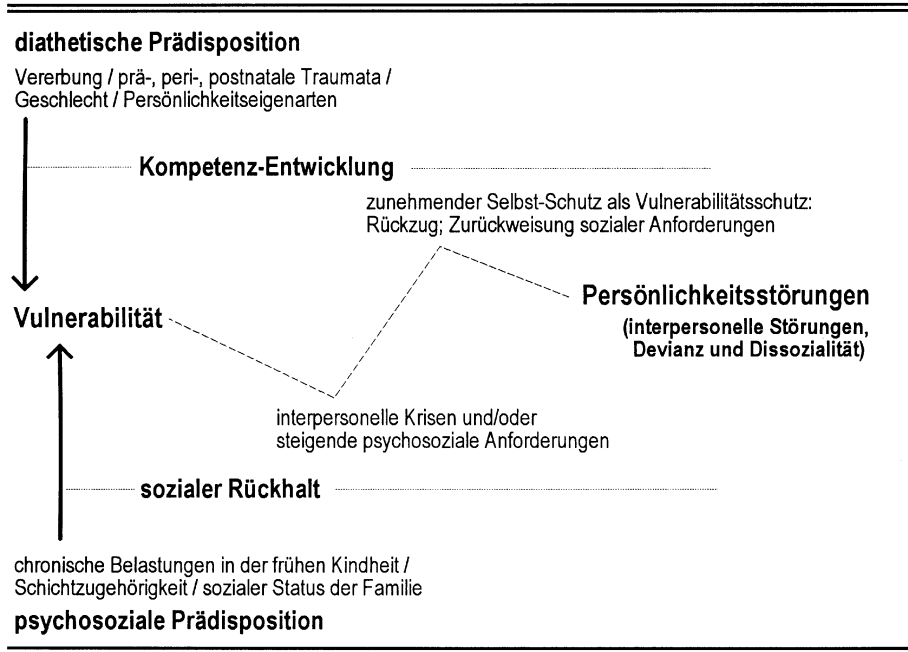 diathetische Prädisposition
Vererbung / prä-, peri-, postnatale Traumata /
Geschlecht / Persönlichkeitseigenarten
Kompetenz-Entwicklung
zunehmender Selbst-Schutz als Vulnerabilitätsschutz:
Rückzug; Zurückweisung sozialer Anforderungen
Persönlichkeitsstörungen
(interpersonelle Störungen,
Devianz und Dissozialität)
Vulnerabilität
interpersonelle Krisen und/oder
steigende psychosoziale Anforderungen
sozialer Rückhalt
chronische Belastungen in der frühen Kindheit /
Schichtzugehörigkeit / sozialer Status der Familie
psychosoziale Prädisposition